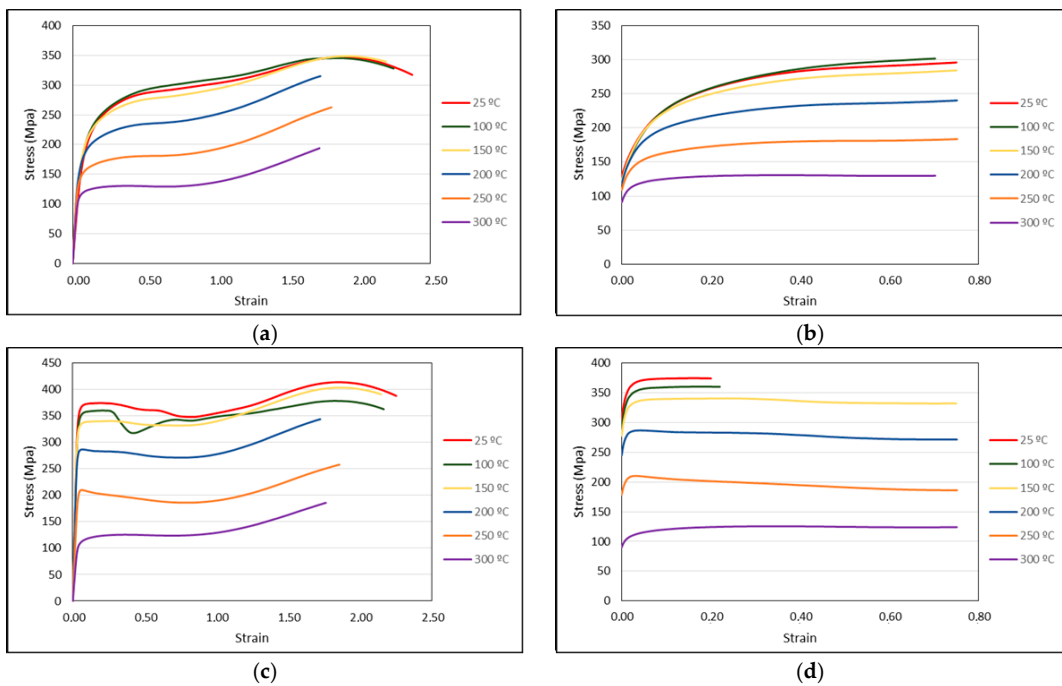 400
350
300
250
200
150
100
50
0
Stress (Mpa)
0.00 0.50 1.00 1.50 2.00 2.50
Strain
25 ºC
100 ºC
150 ºC
200 ºC
250 ºC
300 ºC
(a)
350
300
250
200
150
100
50
0
Stress (Mpa)
0.00 0.20 0.40 0.60 0.80
Strain
25 ºC
100 ºC
150 ºC
200 ºC
250 ºC
300 ºC
(b)
450
400
350
300
250
200
150
100
50
0
Stress (Mpa)
0.00 0.50 1.00 1.50 2.00 2.50
Strain
25 ºC
100 ºC
150 ºC
200 ºC
250 ºC
300 ºC
(c)
400
350
300
250
200
150
100
50
0
Stress (Mpa)
0.00 0.20 0.40 0.60 0.80
Strain
25 ºC
100 ºC
150 ºC
200 ºC
250 ºC
300 ºC
(d)